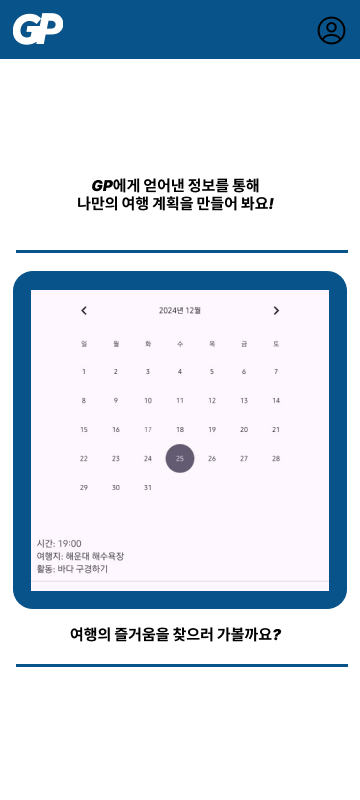 GP
GP에게 얻어낸 정보를 통해
나만의 여행 계획을 만들어 봐요!
2024년 12월
일 월 화 수 목 금 토
1 2 3 4 5 6 7
8 9 10 11 12 13 14
15 16 17 18 19 20 21
22 23 24 25 26 27 28
29 30 31
시간: 19:00
여행지: 해운대 해수욕장
활동: 바다 구경하기
여행의 즐거움을 찾으러 가볼까요?